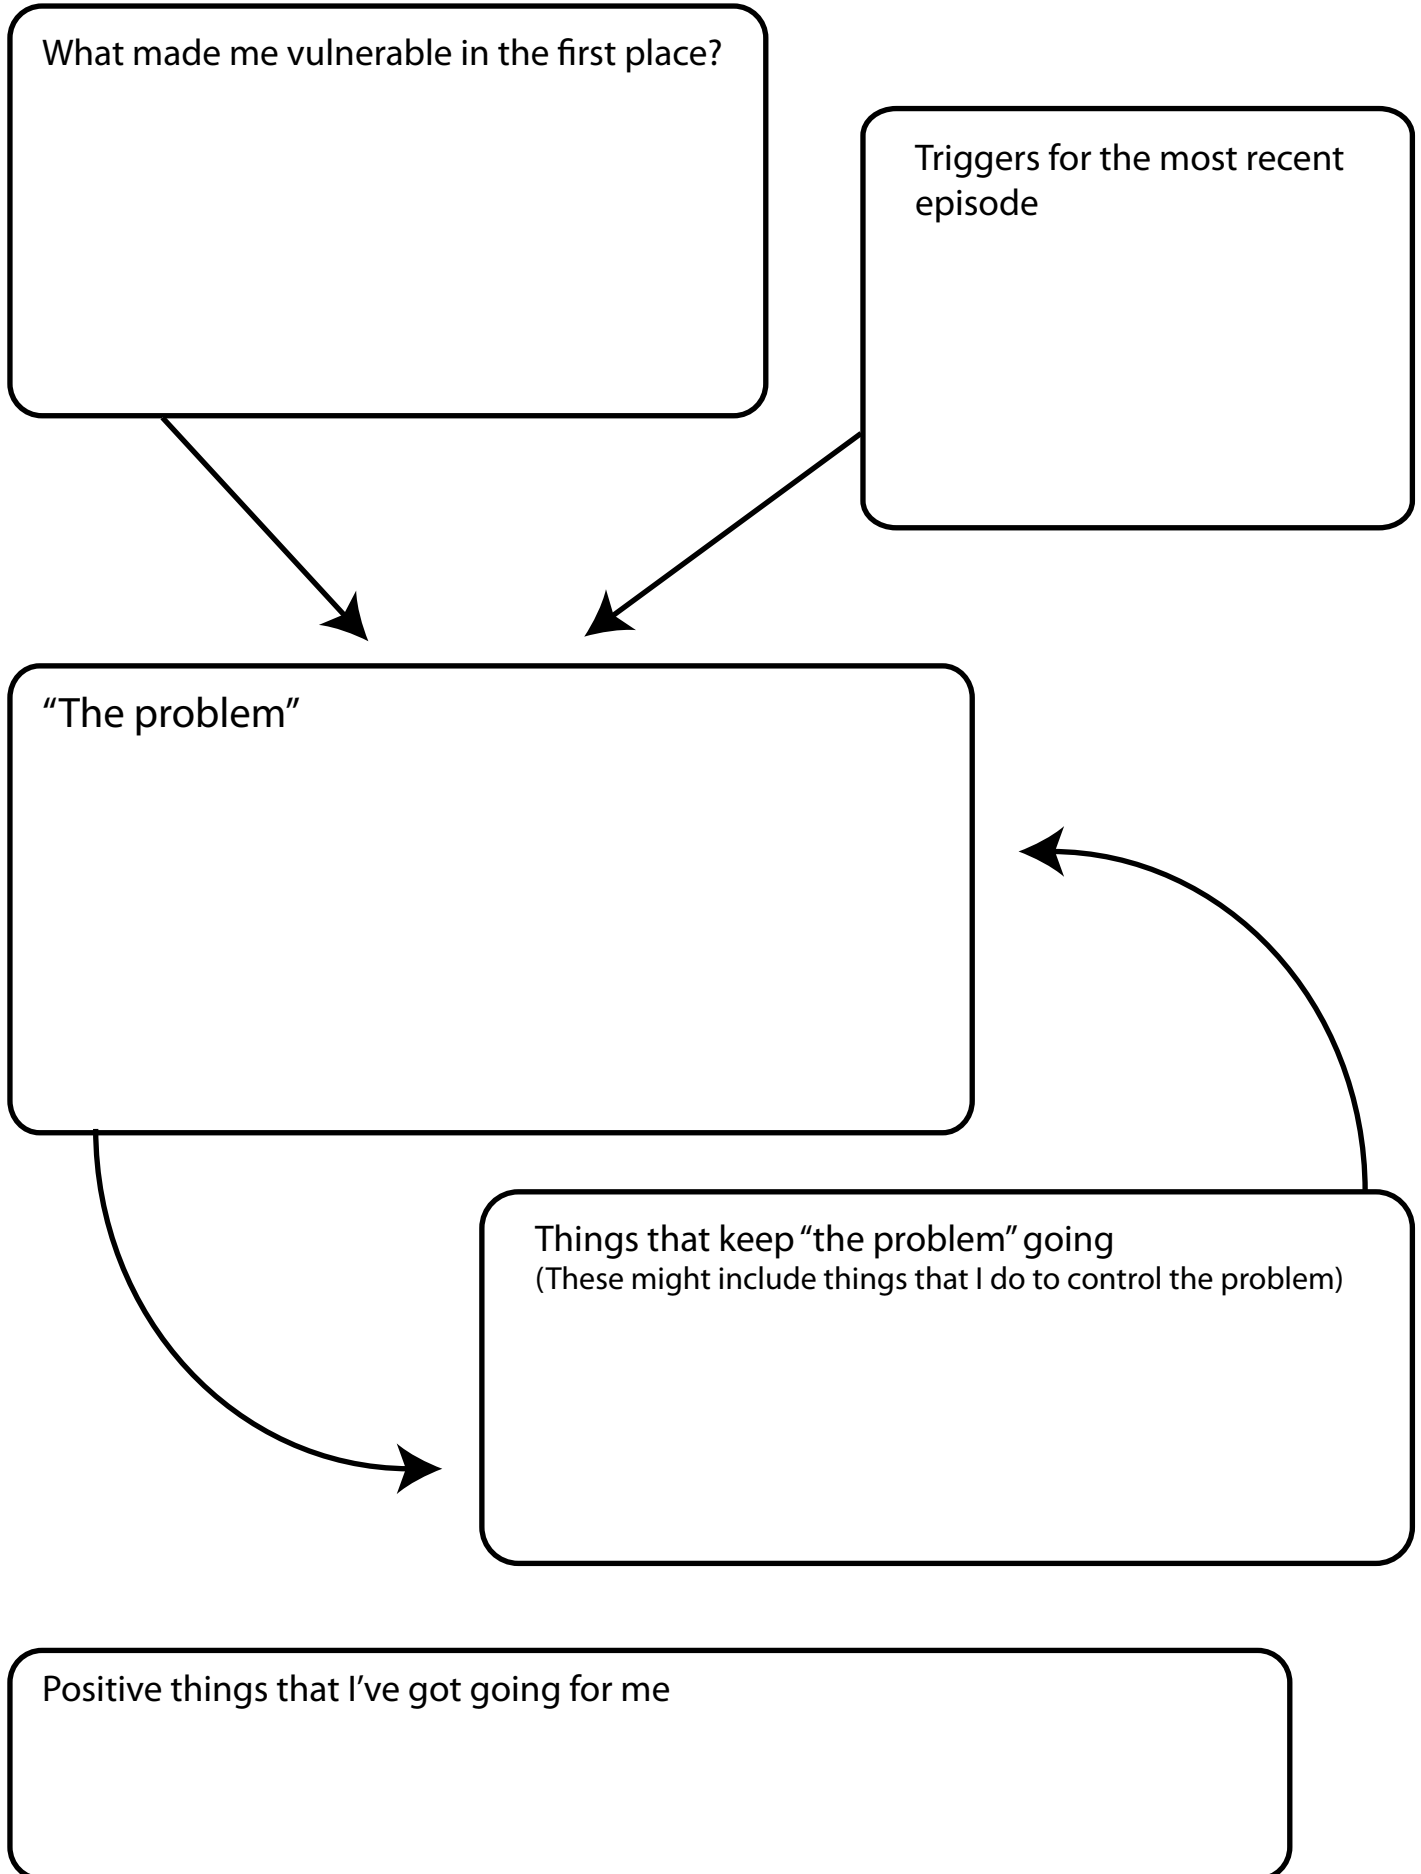 What made me vulnerable in the first place?
Triggers for the most recent
episode
“The problem”
Things that keep “the problem” going
(These might include things that I do to control the problem)
Positive things that I’ve got going for me